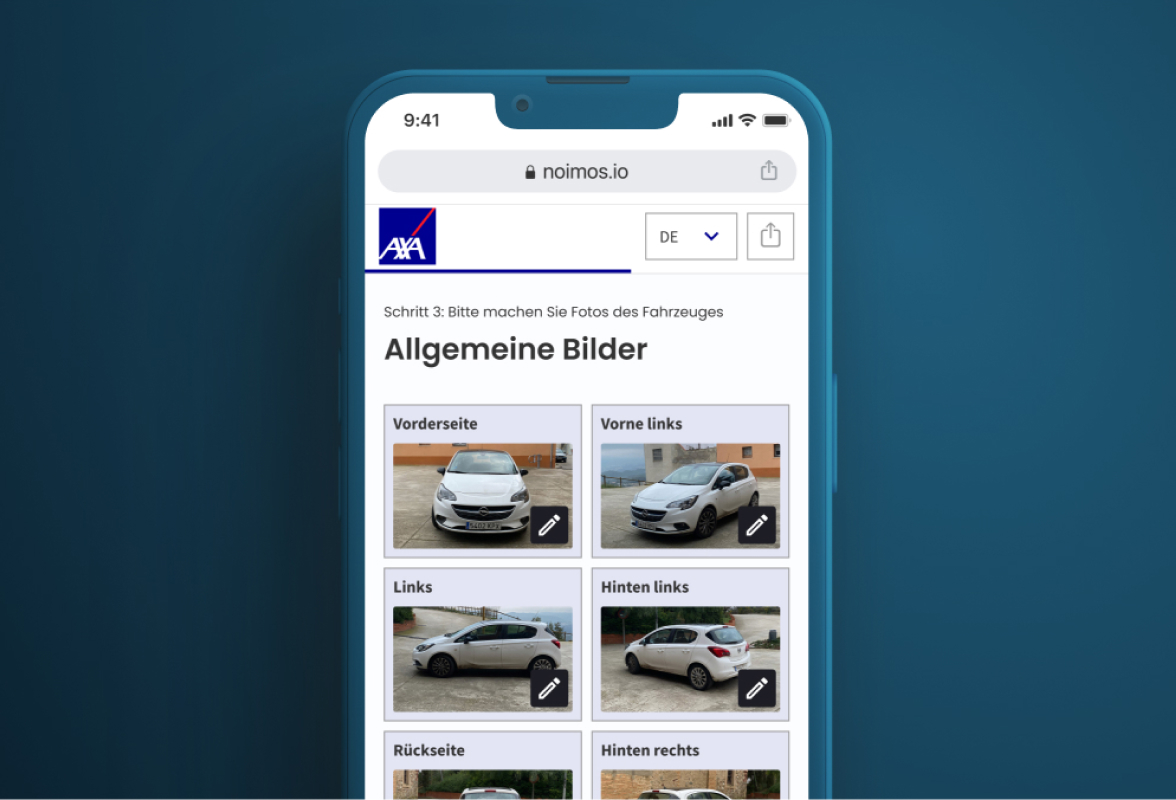 9:41
noimos.io
AXA
DE
Schritt 3: Bitte machen Sie Fotos des Fahrzeuges
Allgemeine Bilder
Vorderseite
Vorne links
Links
Hinten links
Rückseite
Hinten rechts